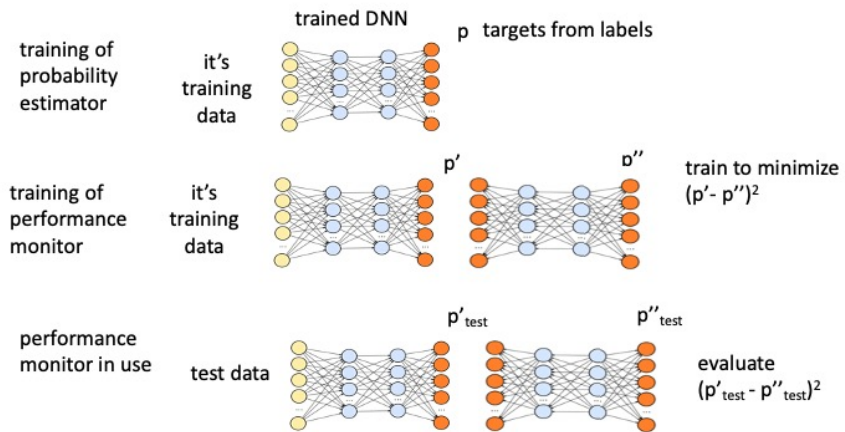 trained DNN
training of
probability
estimator
it's
training
data
p targets from labels
training of
performance
monitor
it's
training
data
p'
p''
train to minimize
(p'- p'')²
performance
monitor in use
test data
p'test
p''test
evaluate
(p'test - p''test)²